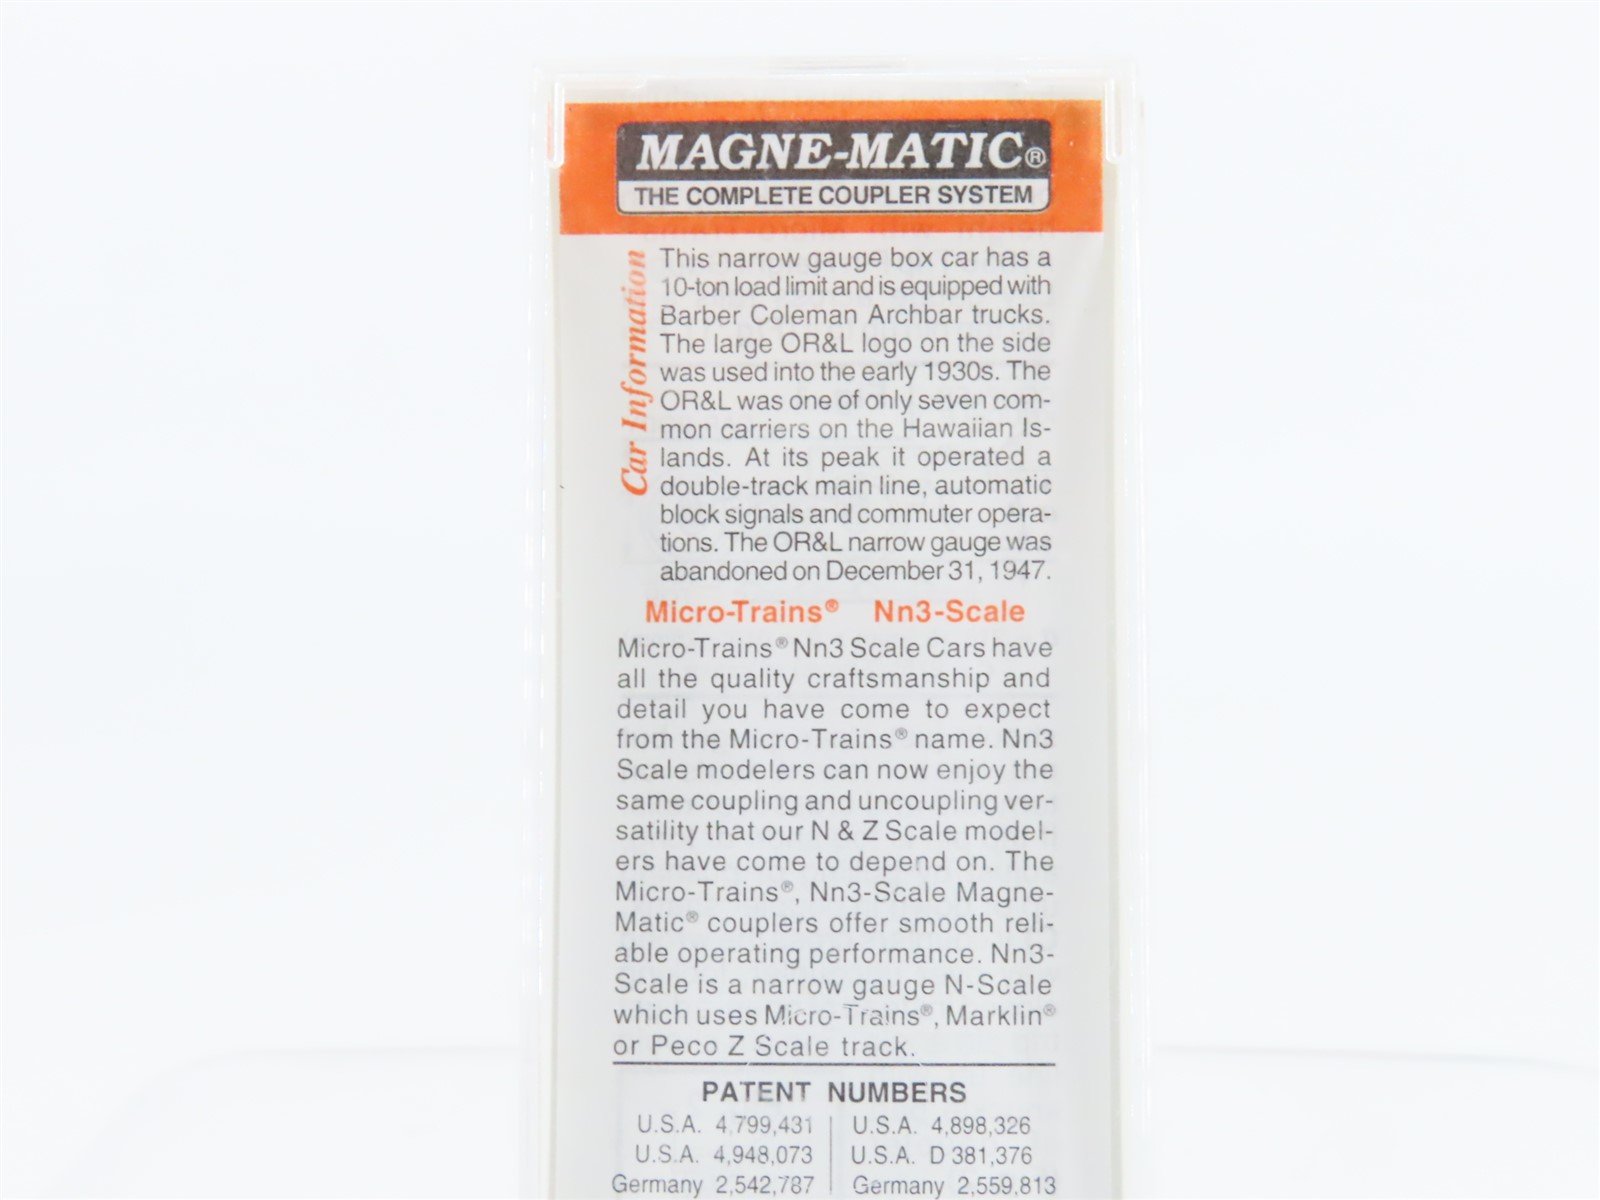 MAGNE-MATIC®
THE COMPLETE COUPLER SYSTEM
Car Information
This narrow gauge box car has a
10-ton load limit and is equipped with
Barber Coleman Archbar trucks.
The large OR&L logo on the side
was used into the early 1930s. The
OR&L was one of only seven com-
mon carriers on the Hawaiian Is-
lands. At its peak it operated a
double-track main line, automatic
block signals and commuter opera-
tions. The OR&L narrow gauge was
abandoned on December 31, 1947.
Micro-Trains® Nn3-Scale
Micro-Trains® Nn3 Scale Cars have
all the quality craftsmanship and
detail you have come to expect
from the Micro-Trains® name. Nn3
Scale modelers can now enjoy the
same coupling and uncoupling ver-
satility that our N & Z Scale model-
ers have come to depend on. The
Micro-Trains®, Nn3-Scale Magne-
Matic® couplers offer smooth reli-
able operating performance. Nn3-
Scale is a narrow gauge N-Scale
which uses Micro-Trains®, Marklin®
or Peco Z Scale track.
PATENT NUMBERS
U.S.A. 4,799,431 U.S.A. 4,898,326
U.S.A. 4,948,073 U.S.A. D 381,376
Germany 2,542,787 Germany 2,559,813